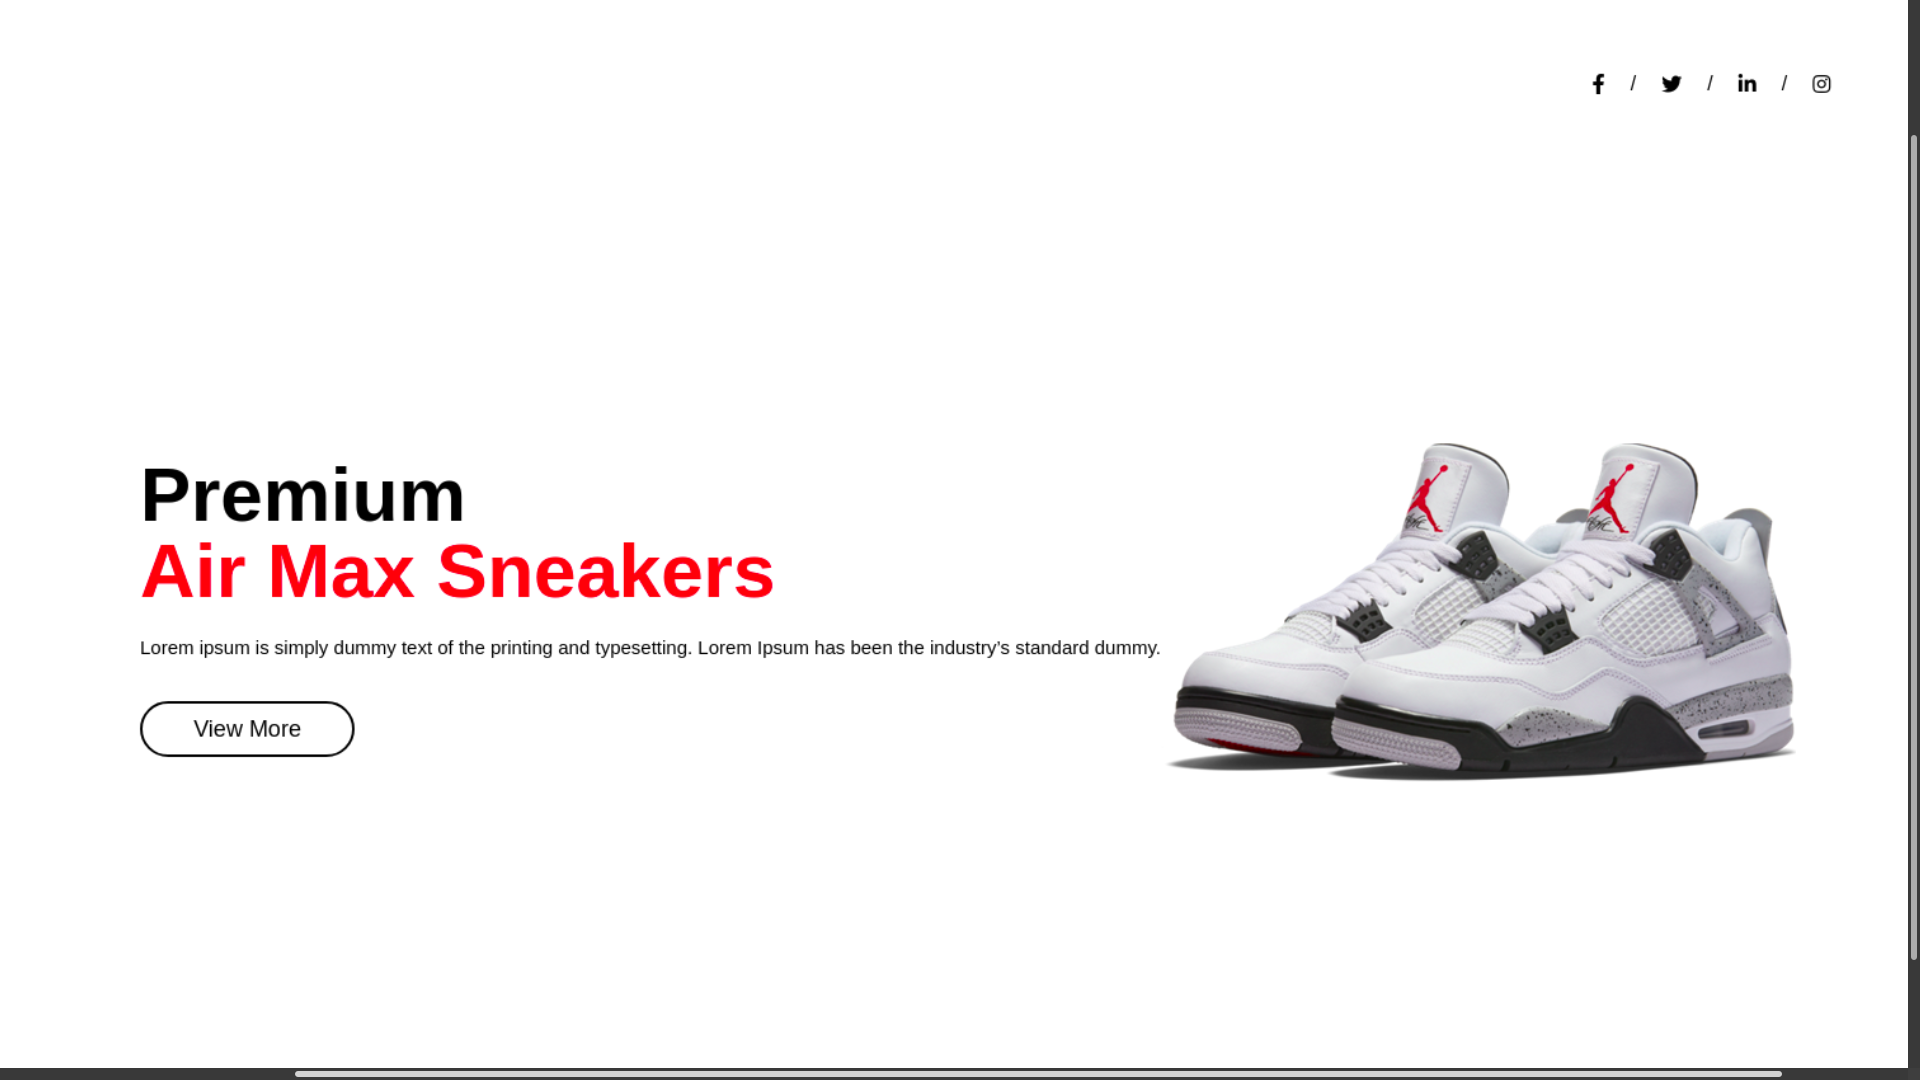 / / /
Premium
Air Max Sneakers
Lorem ipsum is simply dummy text of the printing and typesetting. Lorem Ipsum has been the industry’s standard dummy.
View More